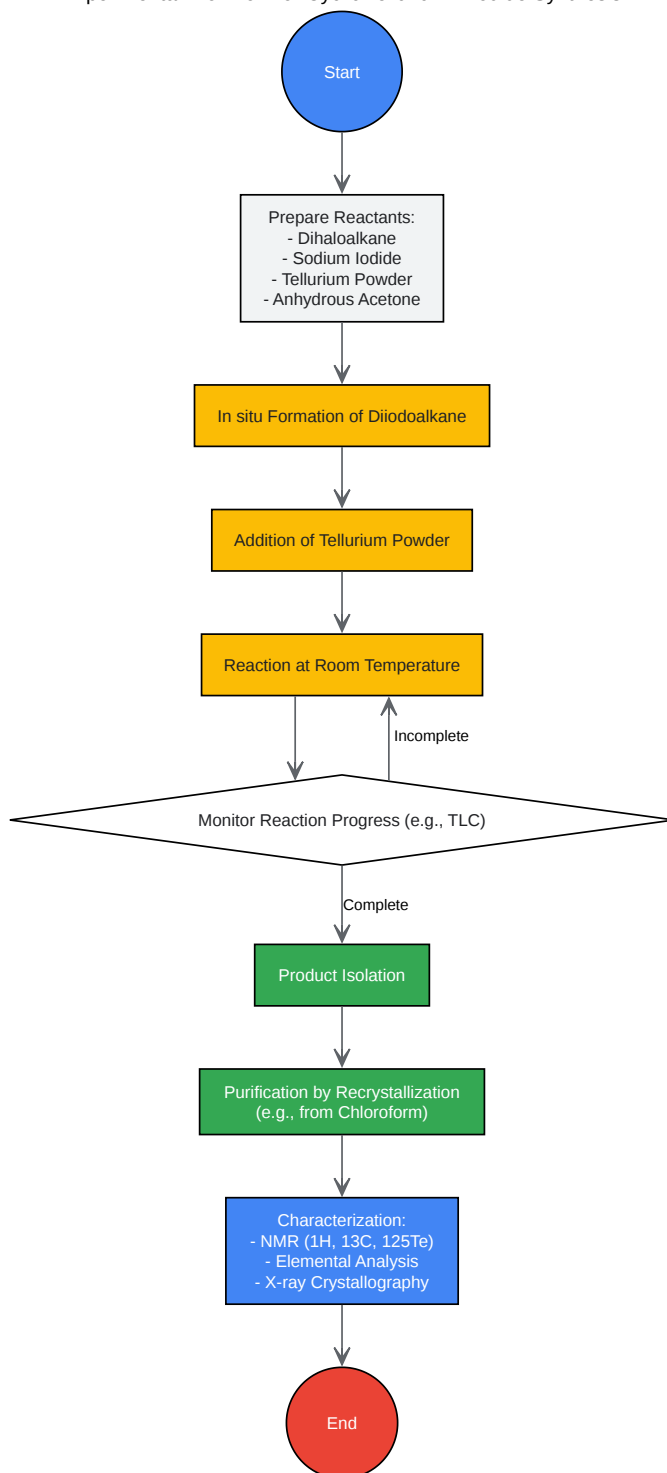 Start
Prepare Reactants:
- Dihaloalkane
- Sodium Iodide
- Tellurium Powder
- Anhydrous Acetone
In situ Formation of Diiodoalkane
Addition of Tellurium Powder
Reaction at Room Temperature
Incomplete
Monitor Reaction Progress (e.g., TLC)
Complete
Product Isolation
Purification by Recrystallization
(e.g., from Chloroform)
Characterization:
- NMR (1H, 13C, 125Te)
- Elemental Analysis
- X-ray Crystallography
End